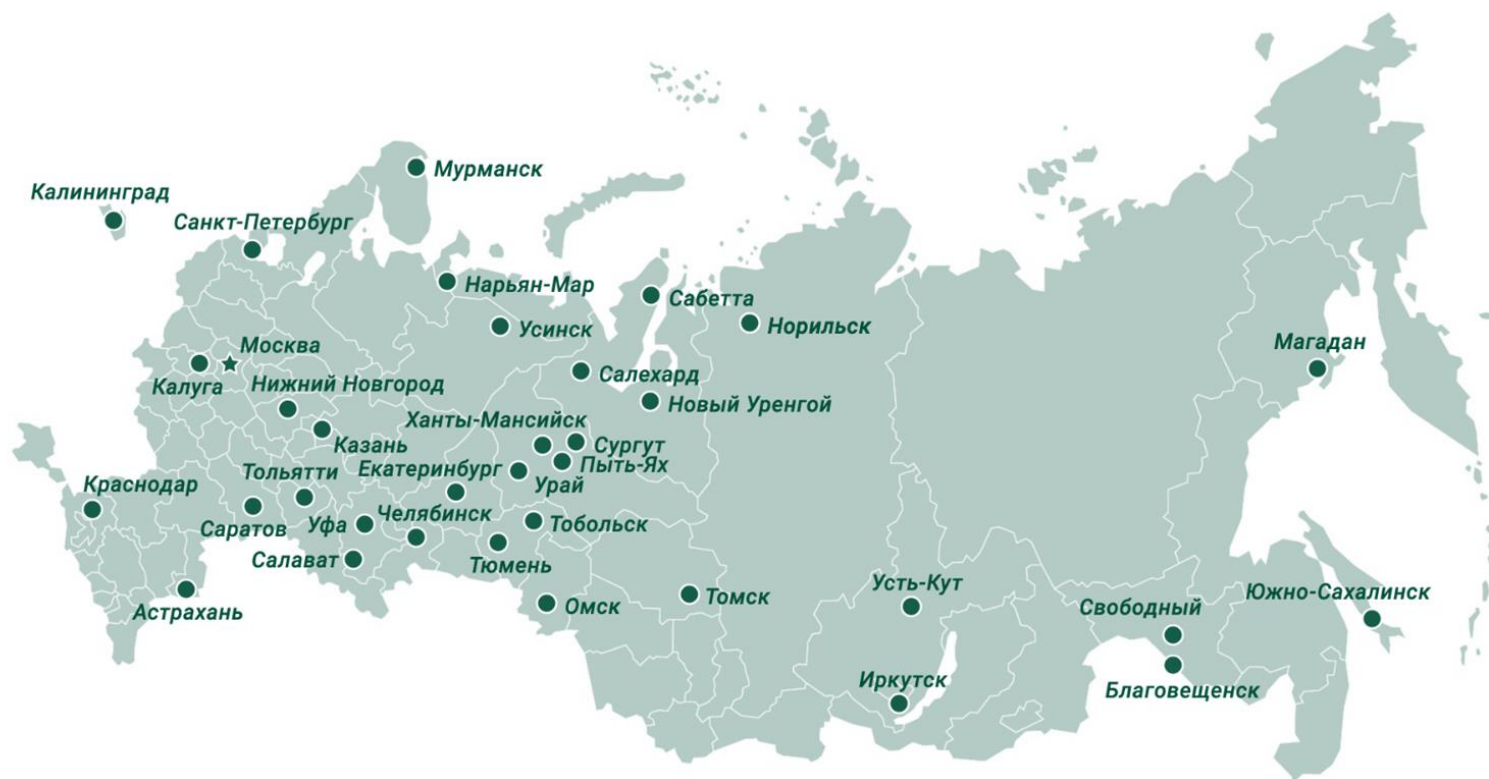 Мурманск
Калининград
Санкт-Петербург
Нарьян-Мар
Сабетта
Усинск
Норильск
Москва
Магадан
Калуга
Салехард
Нижний Новгород
Новый Уренгой
Ханты-Мансийск
Казань
Сургут
Пыть-Ях
Тольятти
Екатеринбург
Урай
Краснодар
Челябинск
Саратов
Уфа
Тобольск
Салават
Тюмень
Усть-Кут
Южно-Сахалинск
Астрахань
Омск
Томск
Свободный
Иркутск
Благовещенск